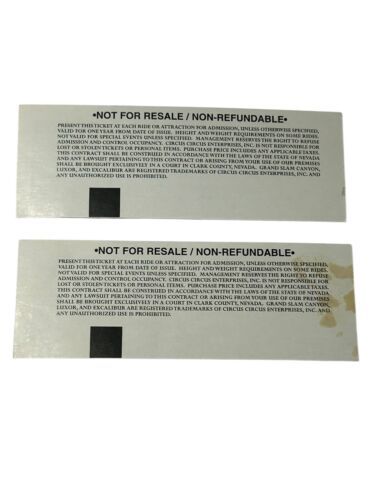 •NOT FOR RESALE / NON-REFUNDABLE•
PRESENT THIS TICKET AT EACH RIDE OR ATTRACTION FOR ADMISSION, UNLESS OTHERWISE SPECIFIED,
VALID FOR ONE YEAR FROM DATE OF ISSUE. HEIGHT AND WEIGHT REQUIREMENTS ON SOME RIDES.
NOT VALID FOR SPECIAL EVENTS UNLESS SPECIFIED. MANAGEMENT RESERVES THE RIGHT TO REFUSE
ADMISSION AND CONTROL OCCUPANCY. CIRCUS CIRCUS ENTERPRISES, INC. IS NOT RESPONSIBLE FOR
LOST OR STOLEN TICKETS OR PERSONAL ITEMS. PURCHASE PRICE INCLUDES ANY APPLICABLE TAXES.
THIS CONTRACT SHALL BE CONSTRUED IN ACCORDANCE WITH THE LAWS OF THE STATE OF NEVADA
AND ANY LAWSUIT PERTAINING TO THIS CONTRACT OR ARISING FROM YOUR USE OF OUR PREMISES
SHALL BE BROUGHT EXCLUSIVELY IN A COURT IN CLARK COUNTY, NEVADA. GRAND SLAM CANYON,
LUXOR, AND EXCALIBUR ARE REGISTERED TRADEMARKS OF CIRCUS CIRCUS ENTERPRISES, INC. AND
ANY UNAUTHORIZED USE IS PROHIBITED.
•NOT FOR RESALE / NON-REFUNDABLE•
PRESENT THIS TICKET AT EACH RIDE OR ATTRACTION FOR ADMISSION, UNLESS OTHERWISE SPECIFIED,
VALID FOR ONE YEAR FROM DATE OF ISSUE. HEIGHT AND WEIGHT REQUIREMENTS ON SOME RIDES.
NOT VALID FOR SPECIAL EVENTS UNLESS SPECIFIED. MANAGEMENT RESERVES THE RIGHT TO REFUSE
ADMISSION AND CONTROL OCCUPANCY. CIRCUS CIRCUS ENTERPRISES, INC. IS NOT RESPONSIBLE FOR
LOST OR STOLEN TICKETS OR PERSONAL ITEMS. PURCHASE PRICE INCLUDES ANY APPLICABLE TAXES.
THIS CONTRACT SHALL BE CONSTRUED IN ACCORDANCE WITH THE LAWS OF THE STATE OF NEVADA
AND ANY LAWSUIT PERTAINING TO THIS CONTRACT OR ARISING FROM YOUR USE OF OUR PREMISES
SHALL BE BROUGHT EXCLUSIVELY IN A COURT IN CLARK COUNTY, NEVADA. GRAND SLAM CANYON,
LUXOR, AND EXCALIBUR ARE REGISTERED TRADEMARKS OF CIRCUS CIRCUS ENTERPRISES, INC. AND
ANY UNAUTHORIZED USE IS PROHIBITED.